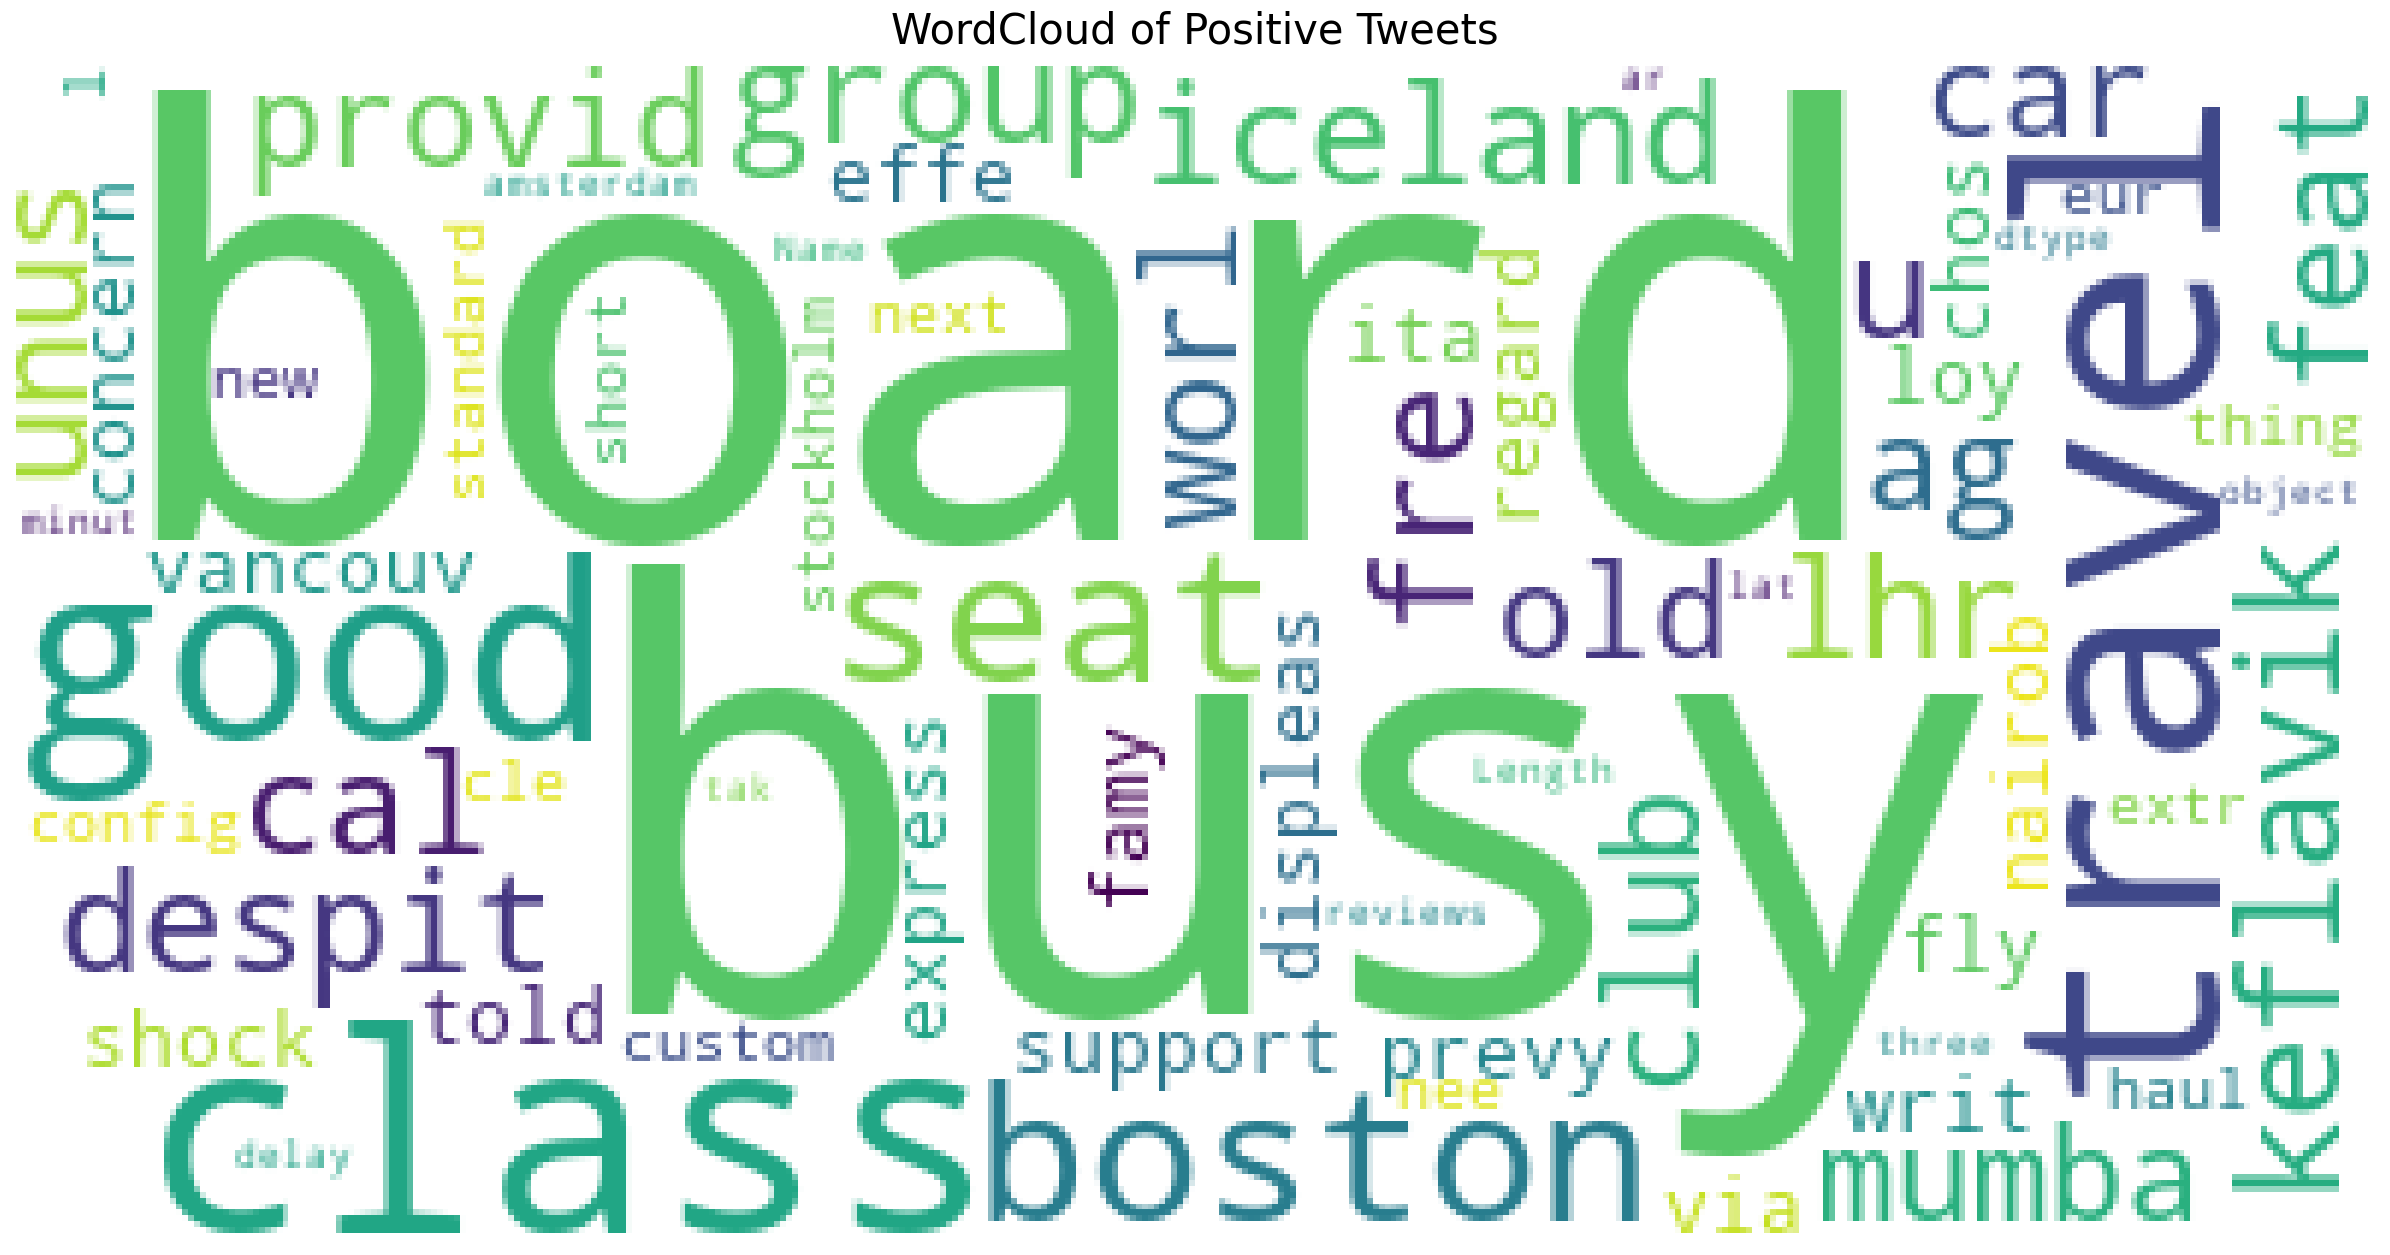 WordCloud of Positive Tweets
l
provid
group
iceland
ar
car
feat
amsterdam
effe
unus
concern
board
standard
Name
worl
chos
eur
dtype
travel
u
new
short
stockholm
next
ita
regard
fre
loy
thing
agg
object
minut
vancouv
good
seat
old
lat
lhr
keflavik
busy
displeas
nairob
cal
cle
config
tak
express
famy
Length
club
extr
despit
reviews
fly
told
shock
custom
support
prevy
nee
three
writ
haul
class
delay
boston
via
mumba